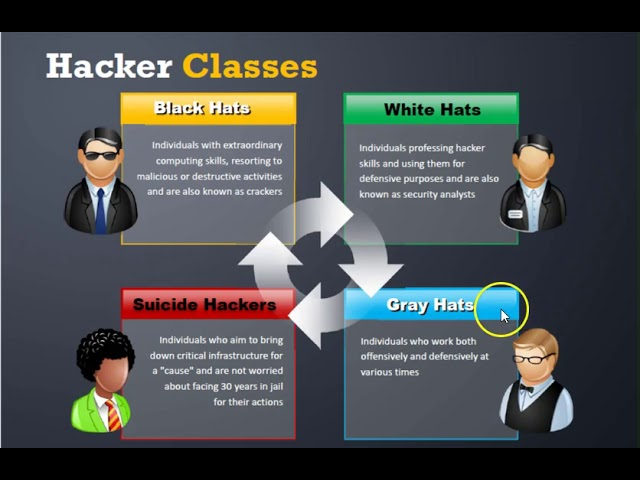 Hacker Classes
Black Hats
Individuals with extraordinary
computing skills, resorting to
malicious or destructive activities
and are also known as crackers
White Hats
Individuals professing hacker
skills and using them for
defensive purposes and are also
known as security analysts
Suicide Hackers
Individuals who aim to bring
down critical infrastructure for
a "cause" and are not worried
about facing 30 years in jail
for their actions
Gray Hats
Individuals who work both
offensively and defensively at
various times